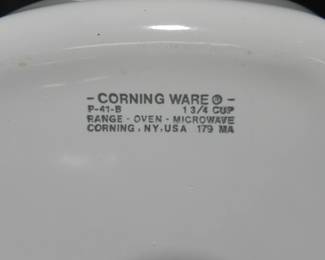 - CORNING WARE ® -
P-41-B 1 3/4 CUP
RANGE - OVEN - MICROWAVE
CORNING, NY, USA 179 MA